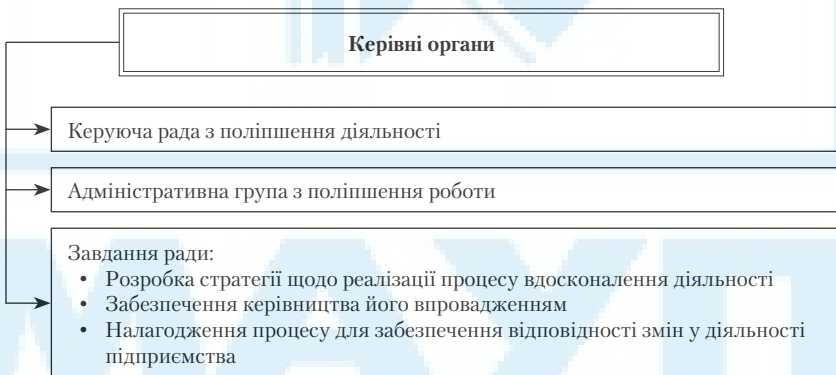 Керівні органи
Керуюча рада з поліпшення діяльності
Адміністративна група з поліпшення роботи
Завдання ради:
• Розробка стратегії щодо реалізації процесу вдосконалення діяльності
• Забезпечення керівництва його впровадженням
• Налагодження процесу для забезпечення відповідності змін у діяльності
підприємства